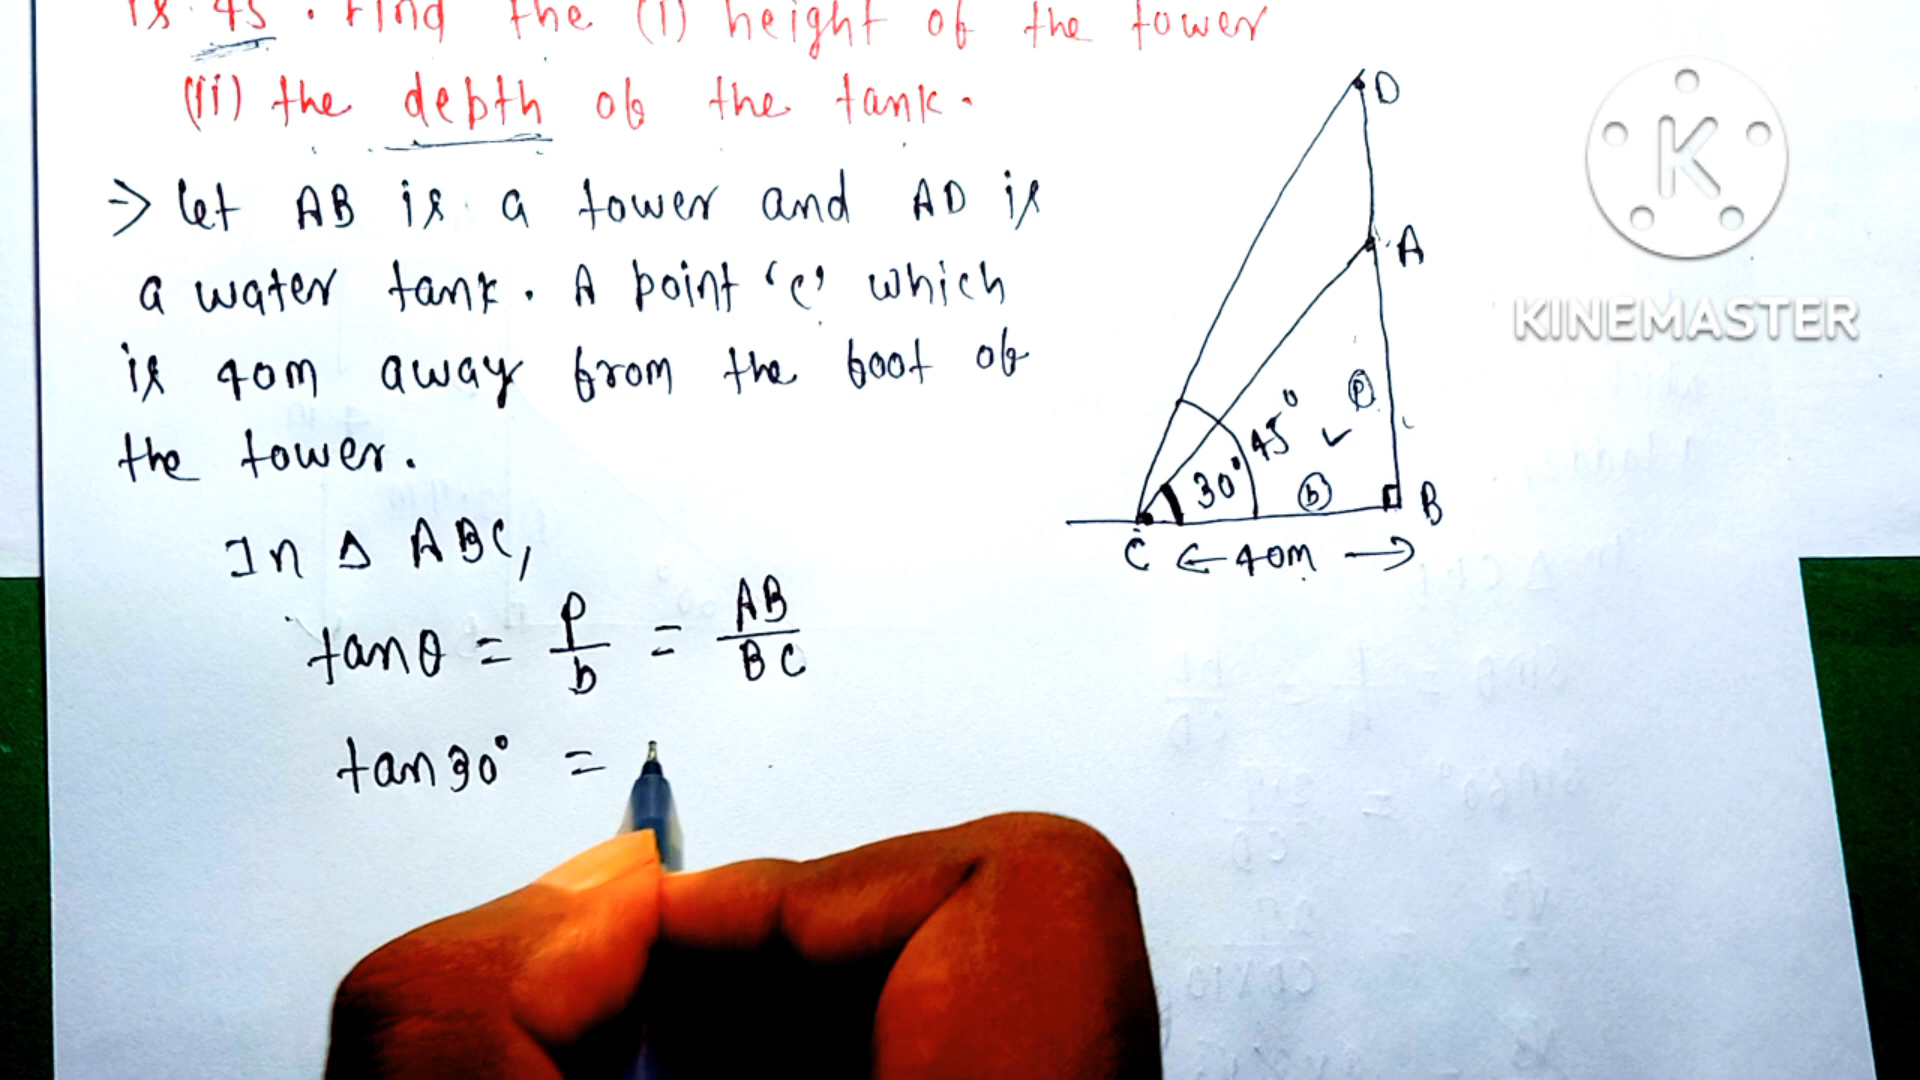 is 45°. Find the (i) height of the tower
(ii) the depth of the tank.
→ let AB is a tower and AD is
a water tank. A point 'c' which
is 40m away from the foot of
the tower.
In Δ ABC,
tanθ = p/b = AB/BC
tan30° =
D
A
45°
p
30°
b
B
C
← 40m →
KINEMASTER